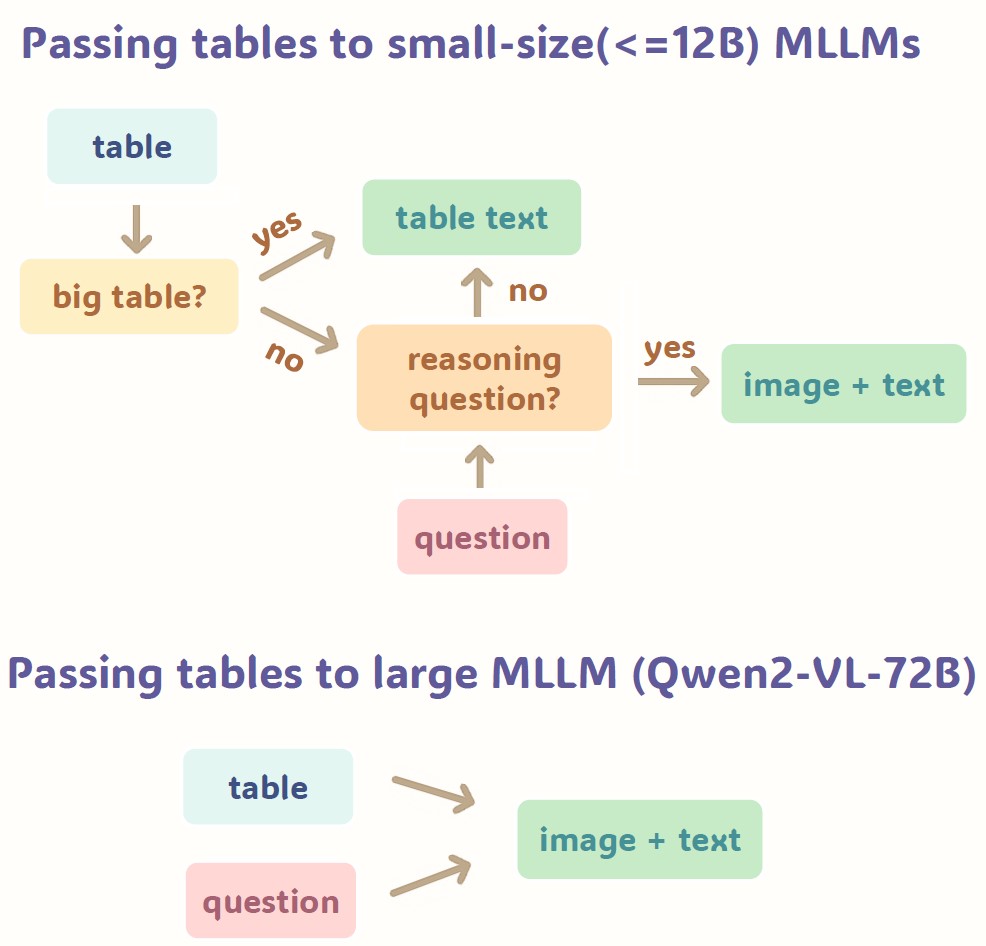 Passing tables to small-size(<=12B) MLLMs
table
yes
table text
big table?
no
no
reasoning
question?
yes
image + text
question
Passing tables to large MLLM (Qwen2-VL-72B)
table
image + text
question